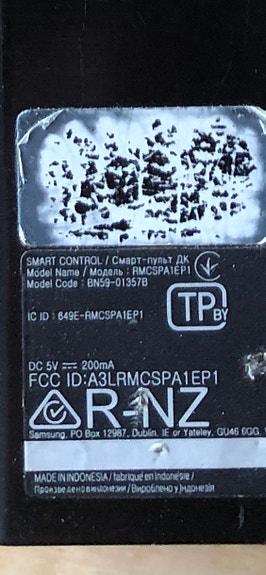 SMART CONTROL / Смарт-пульт ДК
Model Name / Модель : RMCSPA1EP1
Model Code : BN59-01357B
TP BY
IC ID : 649E-RMCSPA1EP1
DC 5V ⎓ 200mA
FCC ID:A3LRMCSPA1EP1
R-NZ
Samsung, PO Box 12987, Dublin. IE or Yateley, GU46 6GG,
MADE IN INDONESIA / fabriqué en Indonésie /
Произведено в Индонезии / Вироблено у Індонезія